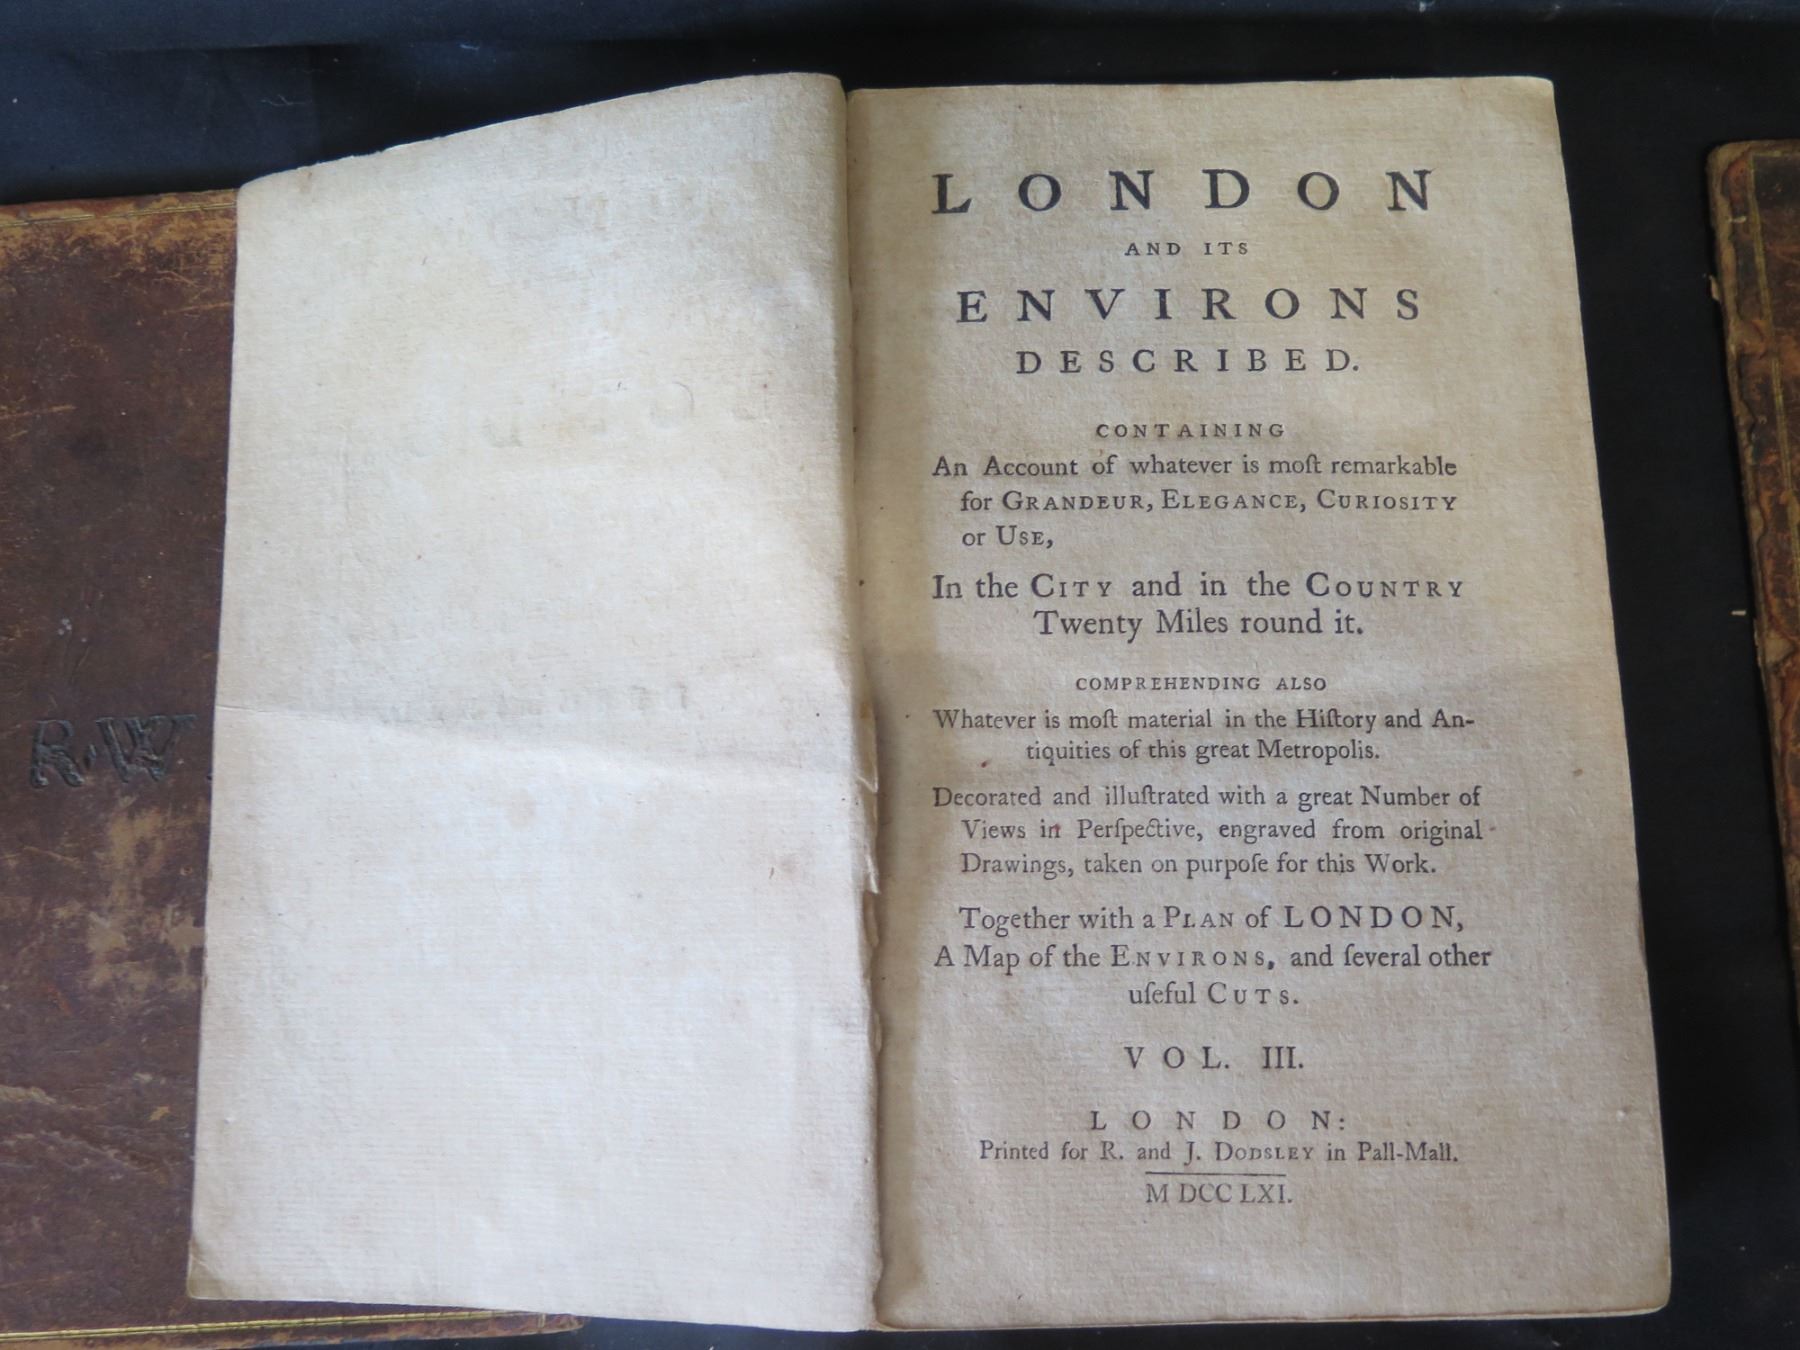 R·W
LONDON
AND ITS
ENVIRONS
DESCRIBED.
CONTAINING
An Account of whatever is moſt remarkable
for GRANDEUR, ELEGANCE, CURIOSITY
or USE,
In the CITY and in the COUNTRY
Twenty Miles round it.
COMPREHENDING ALSO
Whatever is moſt material in the Hiſtory and An-
tiquities of this great Metropolis.
Decorated and illuſtrated with a great Number of
Views in Perſpective, engraved from original
Drawings, taken on purpoſe for this Work.
Together with a PLAN of LONDON,
A Map of the ENVIRONS, and ſeveral other
uſeful CUTS.
VOL. III.
LONDON:
Printed for R. and J. DODSLEY in Pall-Mall.
M DCC LXI.